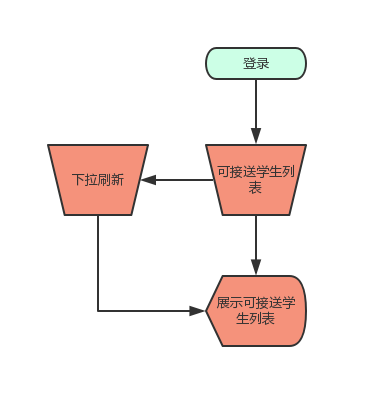 登录
下拉刷新
可接送学生列
表
展示可接送学
生列表